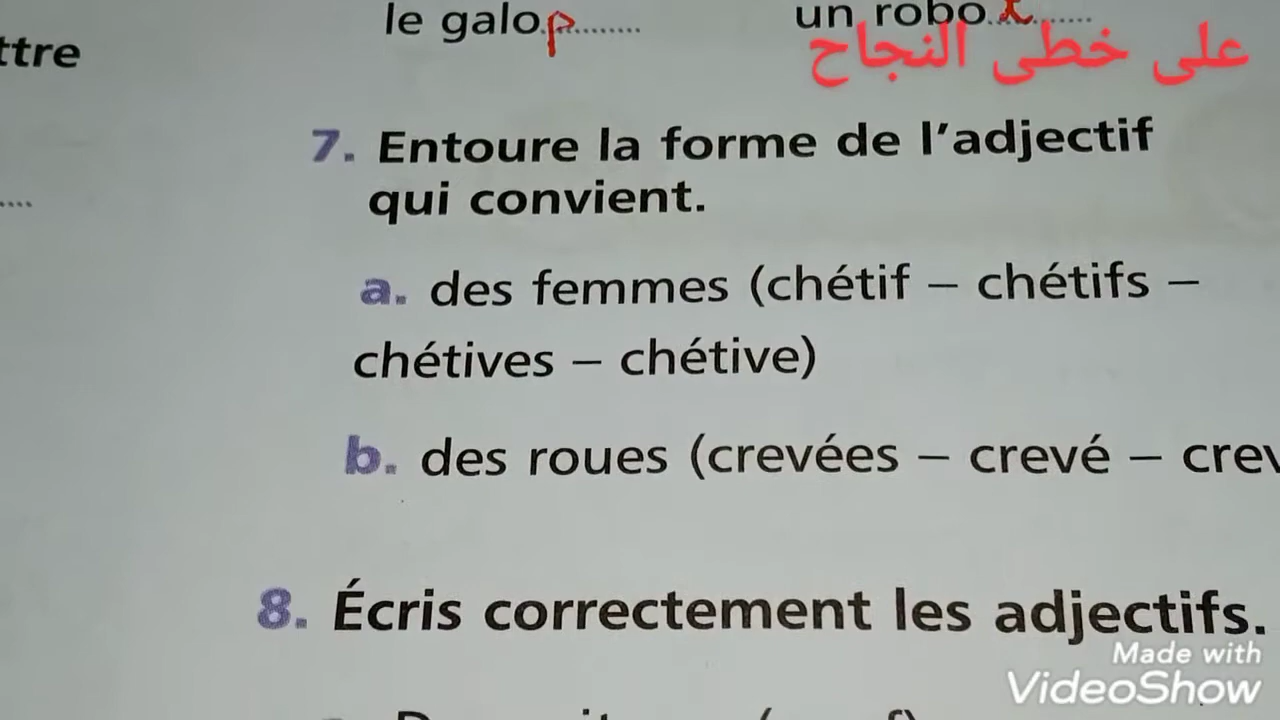 le galop........ un robot........
ttre
على خطى النجاح
7. Entoure la forme de l'adjectif
qui convient.
....
a. des femmes (chétif – chétifs –
chétives – chétive)
b. des roues (crevées – crevé – crev
8. Écris correctement les adjectifs.
Made with
VideoShow